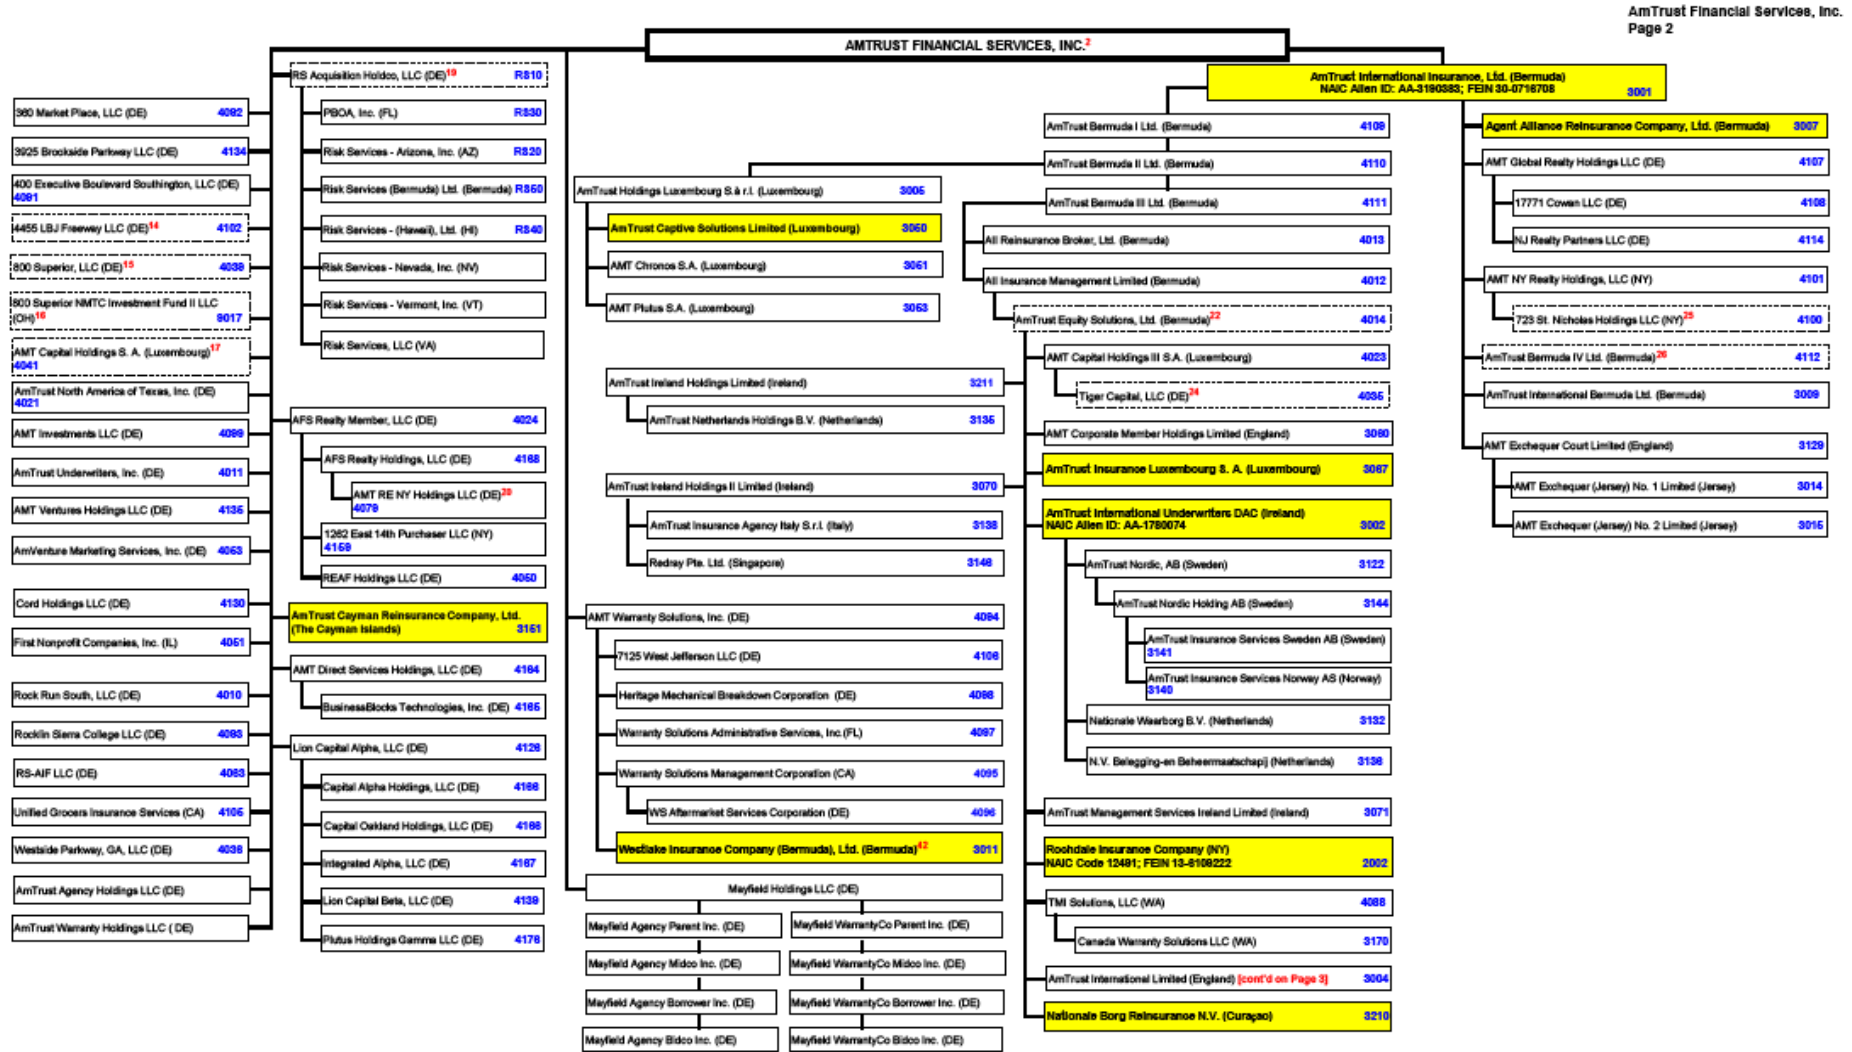 AmTrust Financial Services, Inc.
Page 2
AMTRUST FINANCIAL SERVICES, INC.2
360 Market Place, LLC (DE) 4092
3925 Brookside Parkway LLC (DE) 4134
400 Executive Boulevard Southington, LLC (DE)
4091
4455 LBJ Freeway LLC (DE)14 4102
800 Superior, LLC (DE)15 4039
800 Superior NMTC Investment Fund II LLC
(OH)16 9017
AMT Capital Holdings S. A. (Luxembourg)17
4041
AmTrust North America of Texas, Inc. (DE)
4021
AMT Investments LLC (DE) 4099
AmTrust Underwriters, Inc. (DE) 4011
AMT Ventures Holdings LLC (DE) 4135
AmVenture Marketing Services, Inc. (DE) 4053
Cord Holdings LLC (DE) 4130
First Nonprofit Companies, Inc. (IL) 4051
Rock Run South, LLC (DE) 4010
Rocklin Sierra College LLC (DE) 4093
RS-AIF LLC (DE) 4063
Unified Grocers Insurance Services (CA) 4105
Westside Parkway, GA, LLC (DE) 4036
AmTrust Agency Holdings LLC (DE)
AmTrust Warranty Holdings LLC ( DE)
RS Acquisition Holdco, LLC (DE)19 RS10
PBOA, Inc. (FL) RS30
Risk Services - Arizona, Inc. (AZ) RS20
Risk Services (Bermuda) Ltd. (Bermuda) RS50
Risk Services - (Hawaii), Ltd. (HI) RS40
Risk Services - Nevada, Inc. (NV)
Risk Services - Vermont, Inc. (VT)
Risk Services, LLC (VA)
AFS Realty Member, LLC (DE) 4024
AFS Realty Holdings, LLC (DE) 4168
AMT RE NY Holdings LLC (DE)20
4079
1262 East 14th Purchaser LLC (NY)
4159
REAF Holdings LLC (DE) 4050
AmTrust Cayman Reinsurance Company, Ltd.
(The Cayman Islands) 3151
AMT Direct Services Holdings, LLC (DE) 4164
BusinessBlocks Technologies, Inc. (DE) 4165
Lion Capital Alpha, LLC (DE) 4126
Capital Alpha Holdings, LLC (DE) 4166
Capital Oakland Holdings, LLC (DE) 4168
Integrated Alpha, LLC (DE) 4167
Lion Capital Beta, LLC (DE) 4139
Plutus Holdings Gamma LLC (DE) 4176
AmTrust Holdings Luxembourg S.à r.l. (Luxembourg) 3005
AmTrust Captive Solutions Limited (Luxembourg) 3050
AMT Chronos S.A. (Luxembourg) 3051
AMT Plutus S.A. (Luxembourg) 3053
AmTrust Ireland Holdings Limited (Ireland) 3211
AmTrust Netherlands Holdings B.V. (Netherlands) 3135
AmTrust Ireland Holdings II Limited (Ireland) 3070
AmTrust Insurance Agency Italy S.r.l. (Italy) 3138
Redray Pte. Ltd. (Singapore) 3146
AMT Warranty Solutions, Inc. (DE) 4094
7125 West Jefferson LLC (DE) 4106
Heritage Mechanical Breakdown Corporation (DE) 4098
Warranty Solutions Administrative Services, Inc.(FL) 4097
Warranty Solutions Management Corporation (CA) 4095
WS Aftermarket Services Corporation (DE) 4096
Westlake Insurance Company (Bermuda), Ltd. (Bermuda)42 3011
Mayfield Holdings LLC (DE)
Mayfield Agency Parent Inc. (DE)
Mayfield Agency Midco Inc. (DE)
Mayfield Agency Borrower Inc. (DE)
Mayfield Agency Bidco Inc. (DE)
Mayfield WarrantyCo Parent Inc. (DE)
Mayfield WarrantyCo Midco Inc. (DE)
Mayfield WarrantyCo Borrower Inc. (DE)
Mayfield WarrantyCo Bidco Inc. (DE)
AmTrust International Insurance, Ltd. (Bermuda)
NAIC Alien ID: AA-3190383; FEIN 30-0716708 3001
AmTrust Bermuda I Ltd. (Bermuda) 4109
AmTrust Bermuda II Ltd. (Bermuda) 4110
AmTrust Bermuda III Ltd. (Bermuda) 4111
AII Reinsurance Broker, Ltd. (Bermuda) 4013
AII Insurance Management Limited (Bermuda) 4012
AmTrust Equity Solutions, Ltd. (Bermuda)22 4014
AMT Capital Holdings III S.A. (Luxembourg) 4023
Tiger Capital, LLC (DE)24 4035
AMT Corporate Member Holdings Limited (England) 3080
AmTrust Insurance Luxembourg S. A. (Luxembourg) 3067
AmTrust International Underwriters DAC (Ireland)
NAIC Alien ID: AA-1780074 3002
AmTrust Nordic, AB (Sweden) 3122
AmTrust Nordic Holding AB (Sweden) 3144
AmTrust Insurance Services Sweden AB (Sweden)
3141
AmTrust Insurance Services Norway AS (Norway)
3140
Nationale Waarborg B.V. (Netherlands) 3132
N.V. Belegging-en Beheermaatschapij (Netherlands) 3136
AmTrust Management Services Ireland Limited (Ireland) 3071
Rochdale Insurance Company (NY)
NAIC Code 12491; FEIN 13-6109222 2002
TMI Solutions, LLC (WA) 4088
Canada Warranty Solutions LLC (WA) 3170
AmTrust International Limited (England) [cont'd on Page 3] 3004
Nationale Borg Reinsurance N.V. (Curaçao) 3210
Agent Alliance Reinsurance Company, Ltd. (Bermuda) 3007
AMT Global Realty Holdings LLC (DE) 4107
17771 Cowan LLC (DE) 4108
NJ Realty Partners LLC (DE) 4114
AMT NY Realty Holdings, LLC (NY) 4101
723 St. Nicholas Holdings LLC (NY)25 4100
AmTrust Bermuda IV Ltd. (Bermuda)26 4112
AmTrust International Bermuda Ltd. (Bermuda) 3009
AMT Exchequer Court Limited (England) 3129
AMT Exchequer (Jersey) No. 1 Limited (Jersey) 3014
AMT Exchequer (Jersey) No. 2 Limited (Jersey) 3015